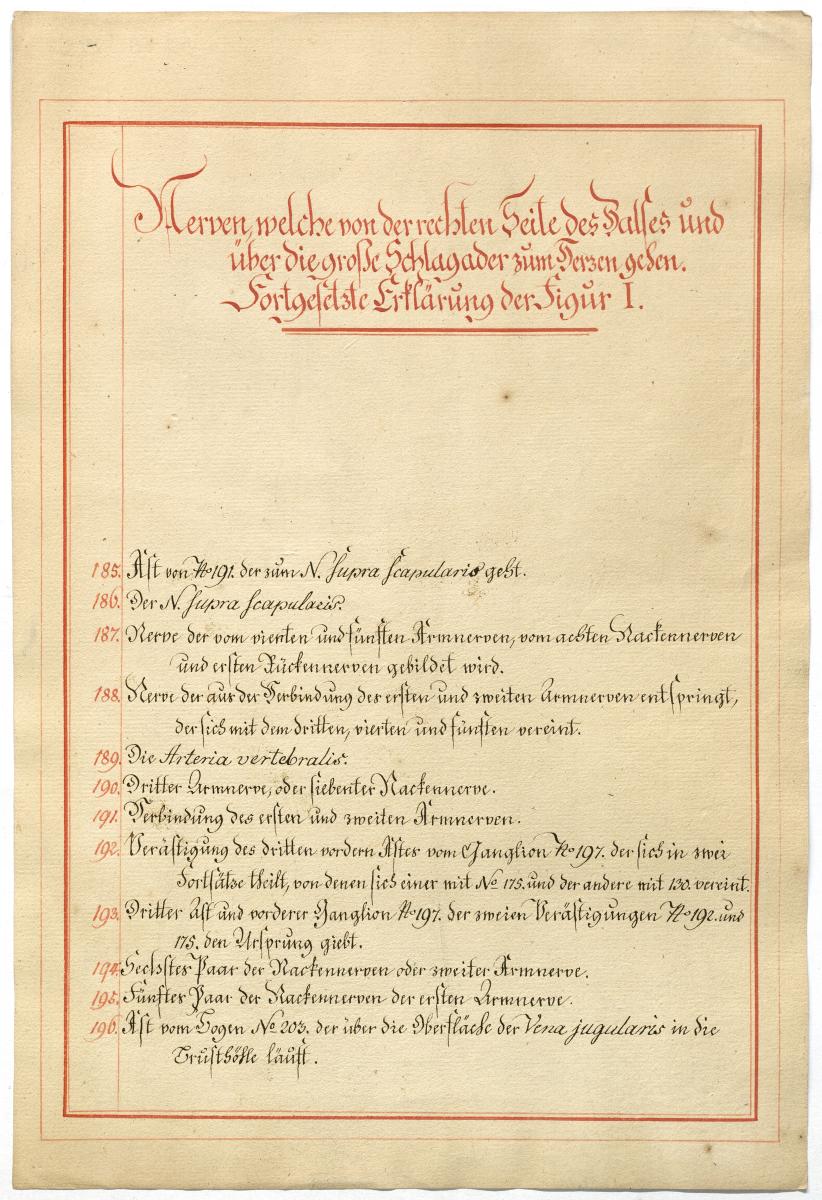 Nerven, welche von der rechten Seite des Halses und
über die große Schlagader zum Herzen gehen.
Fortgesetzte Erklärung der Figur I.
185. Ast von No 191. der zum N. Supra scapularis geht.
186. Der N. Supra scapularis.
187. Nerve der vom vierten und fünften Armnerven, vom achten Nackennerven
und ersten Rückennerven gebildet wird.
188. Nerve der aus der Verbindung des ersten und zweiten Armnerven entspringt,
der sich mit dem dritten, vierten und fünften vereint.
189. Die Arteria vertebralis.
190. Dritter Armnerve, oder siebenter Nackennerve.
191. Verbindung des ersten und zweiten Armnerven.
192. Verästigung des dritten vordern Astes vom Ganglion No 197. der sich in zwei
Fortsätze theilt, von denen sich einer mit No 175. und der andere mit 130. vereint.
193. Dritter Ast und vorderer Ganglion No 197. der zweien Verästigungen No 192. und
175. den Ursprung giebt.
194. Sechstes Paar der Nackennerven oder zweiter Armnerve.
195. Fünftes Paar der Nackennerven der ersten Armnerve.
196. Ast vom Bogen No 203. der über die Oberfläche der Vena jugularis in die
Brusthöhle läuft.